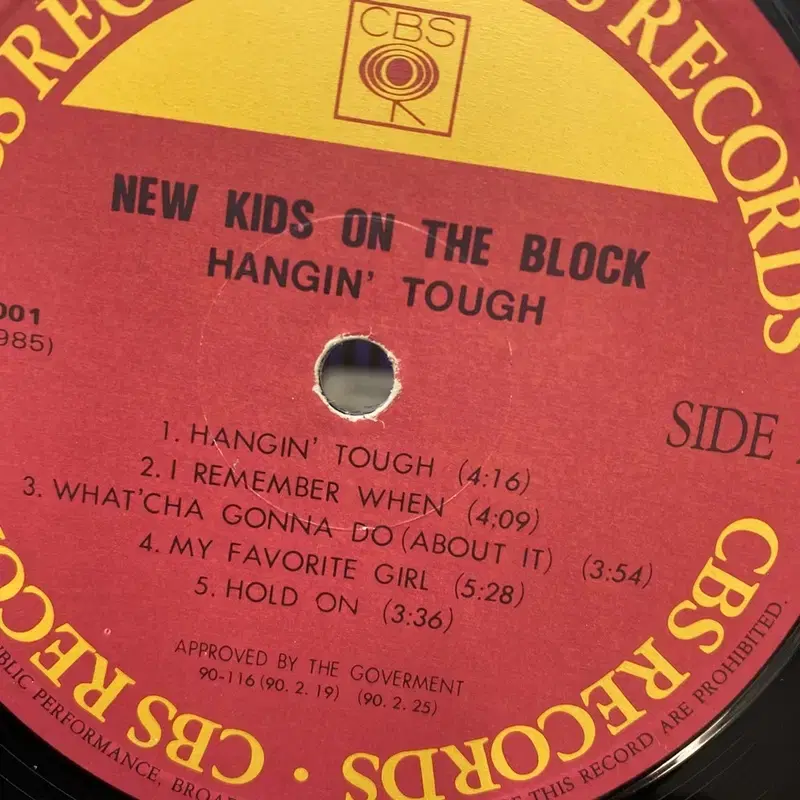 CBS
NEW KIDS ON THE BLOCK
HANGIN' TOUGH
001
985)
SIDE
1. HANGIN' TOUGH (4:16)
2. I REMEMBER WHEN (4:09)
3. WHAT'CHA GONNA DO (ABOUT IT) (3:54)
4. MY FAVORITE GIRL (5:28)
5. HOLD ON (3:36)
APPROVED BY THE GOVERMENT
90-116 (90. 2. 19) (90. 2. 25)
RECORDS
CBS RECORDS · CBS RECORDS
PUBLIC PERFORMANCE, BROA
THIS RECORD ARE PROHIBITED.